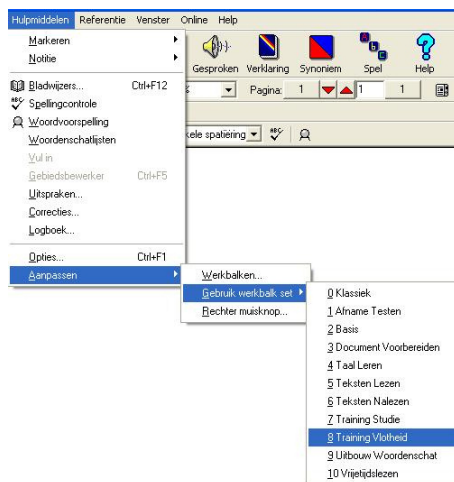 Hulpmiddelen Referentie Venster Online Help
Markeren
Notitie
Bladwijzers... Ctrl+F12
ABC Spellingcontrole
Woordvoorspelling
Woordenschatlijsten
Vul in
Gebiedsbewerker Ctrl+F5
Uitspraken...
Correcties...
Logboek...
Opties... Ctrl+F1
Aanpassen
Gesproken Verklaring Synoniem Spel Help
Pagina: 1 1 1
kele spatiëring ABC
Werkbalken...
Gebruik werkbalk set
Rechter muisknop...
0 Klassiek
1 Afname Testen
2 Basis
3 Document Voorbereiden
4 Taal Leren
5 Teksten Lezen
6 Teksten Nalezen
7 Training Studie
8 Training Vlotheid
9 Uitbouw Woordenschat
10 Vrijetijdslezen